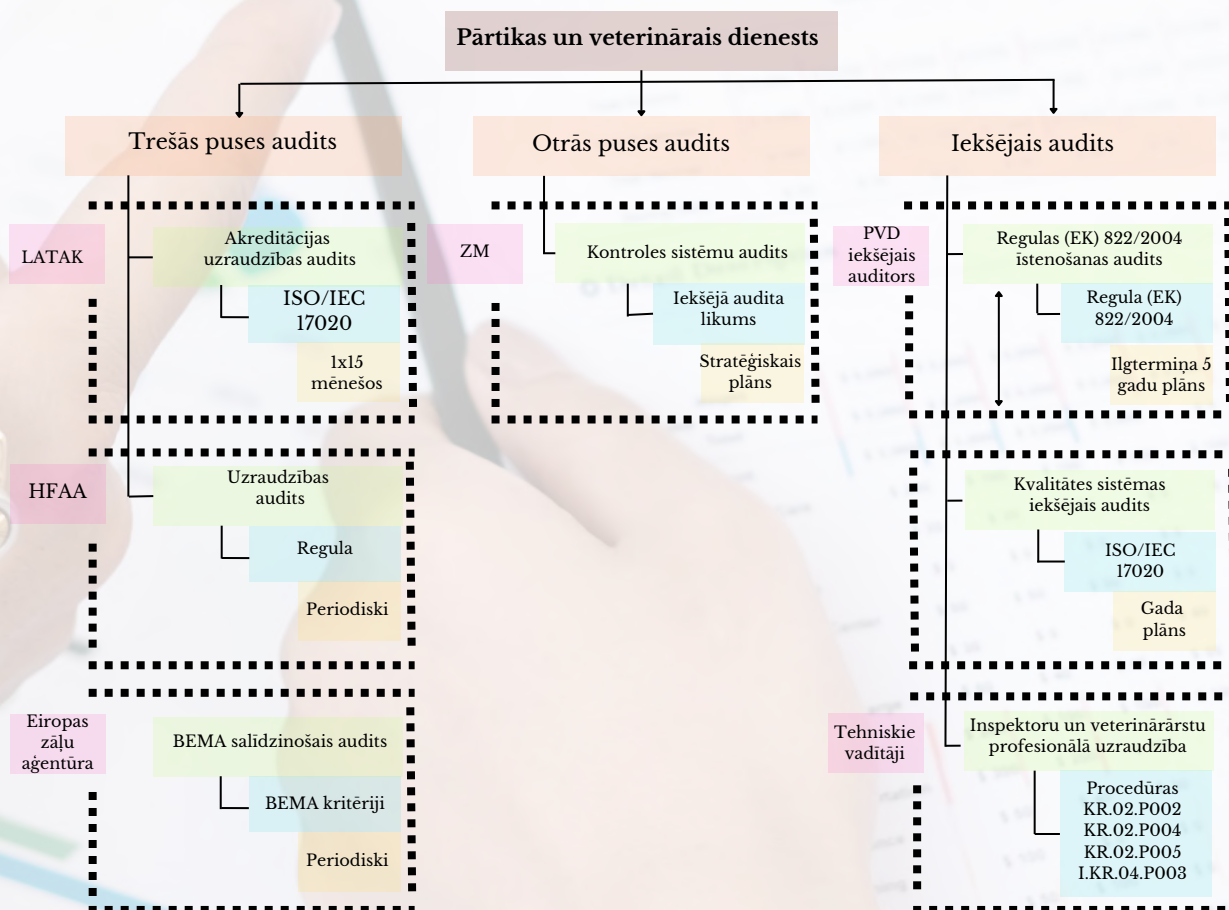 Pārtikas un veterinārais dienests
Trešās puses audits
LATAK
Akreditācijas
uzraudzības audits
ISO/IEC
17020
1x15
mēnešos
HFAA
Uzraudzības
audits
Regula
Periodiski
Eiropas
zāļu
aģentūra
BEMA salīdzinošais audits
BEMA kritēriji
Periodiski
Otrās puses audits
ZM
Kontroles sistēmu audits
Iekšējā audita
likums
Stratēģiskais
plāns
Iekšējais audits
PVD
iekšējais
auditors
Regulas (EK) 822/2004
īstenošanas audits
Regula (EK)
822/2004
Ilgtermiņa 5
gadu plāns
Kvalitātes sistēmas
iekšējais audits
ISO/IEC
17020
Gada
plāns
Tehniskie
vadītāji
Inspektoru un veterinārārstu
profesionālā uzraudzība
Procedūras
KR.02.P002
KR.02.P004
KR.02.P005
I.KR.04.P003